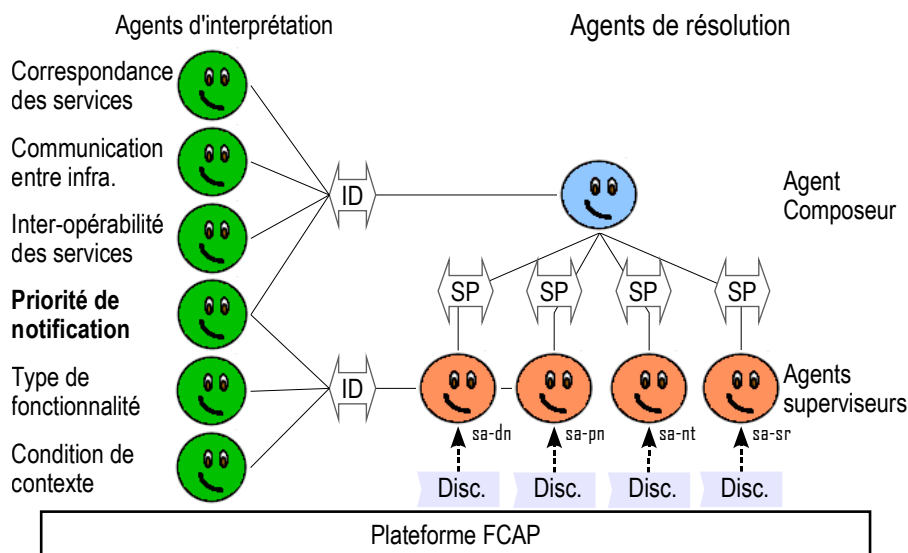 Agents d'interprétation
Agents de résolution
Correspondance
des services
Communication
entre infra.
Inter-opérabilité
des services
Priorité de
notification
Type de
fonctionnalité
Condition de
contexte
ID
ID
Agent
Composeur
SP
SP
SP
SP
Agents
superviseurs
sa-dn
sa-pn
sa-nt
sa-sr
Disc.
Disc.
Disc.
Disc.
Plateforme FCAP